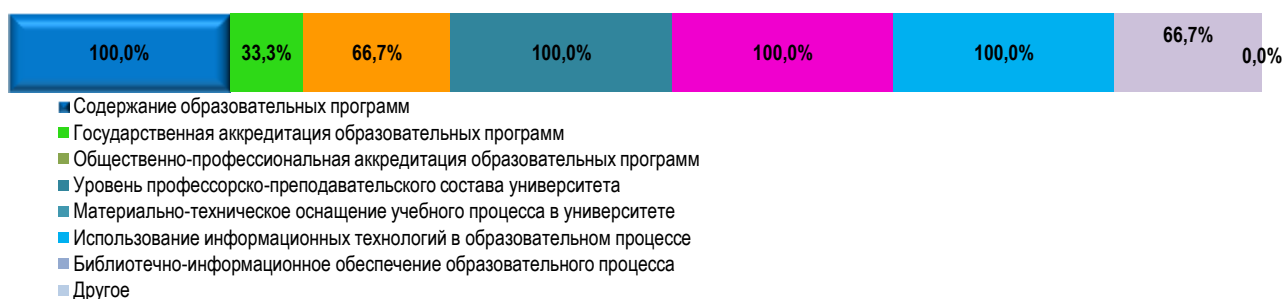 100,0% 33,3% 66,7% 100,0% 100,0% 100,0% 66,7% 0,0%
Содержание образовательных программ
Государственная аккредитация образовательных программ
Общественно-профессиональная аккредитация образовательных программ
Уровень профессорско-преподавательского состава университета
Материально-техническое оснащение учебного процесса в университете
Использование информационных технологий в образовательном процессе
Библиотечно-информационное обеспечение образовательного процесса
Другое